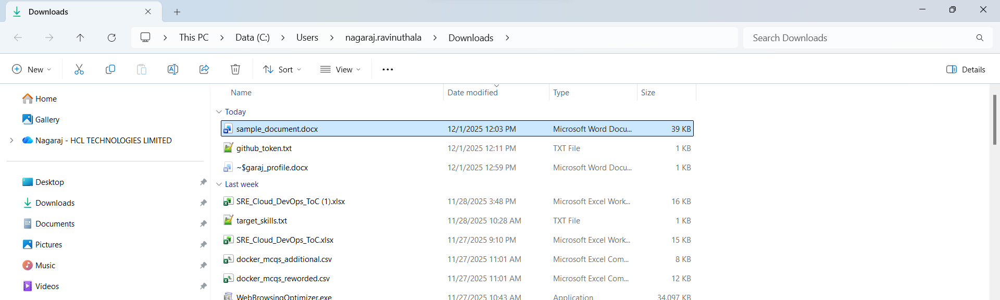 Downloads
This PC > Data (C:) > Users > nagaraj.ravinuthala > Downloads >
Search Downloads
New
Sort
View
Details
Name Date modified Type Size
Home
Gallery
Nagaraj - HCL TECHNOLOGIES LIMITED
Desktop
Downloads
Documents
Pictures
Music
Videos
Today
sample_document.docx 12/1/2025 12:03 PM Microsoft Word Docu... 39 KB
github_token.txt 12/1/2025 12:11 PM TXT File 1 KB
~$garaj_profile.docx 12/1/2025 12:59 PM Microsoft Word Docu... 1 KB
Last week
SRE_Cloud_DevOps_ToC (1).xlsx 11/28/2025 3:48 PM Microsoft Excel Work... 16 KB
target_skills.txt 11/28/2025 10:28 AM TXT File 1 KB
SRE_Cloud_DevOps_ToC.xlsx 11/27/2025 9:10 PM Microsoft Excel Work... 15 KB
docker_mcqs_additional.csv 11/27/2025 11:01 AM Microsoft Excel Com... 8 KB
docker_mcqs_reworded.csv 11/27/2025 11:01 AM Microsoft Excel Com... 12 KB
WebBrowsingOptimizer.exe 11/27/2025 10:43 AM Application 34,097 KB